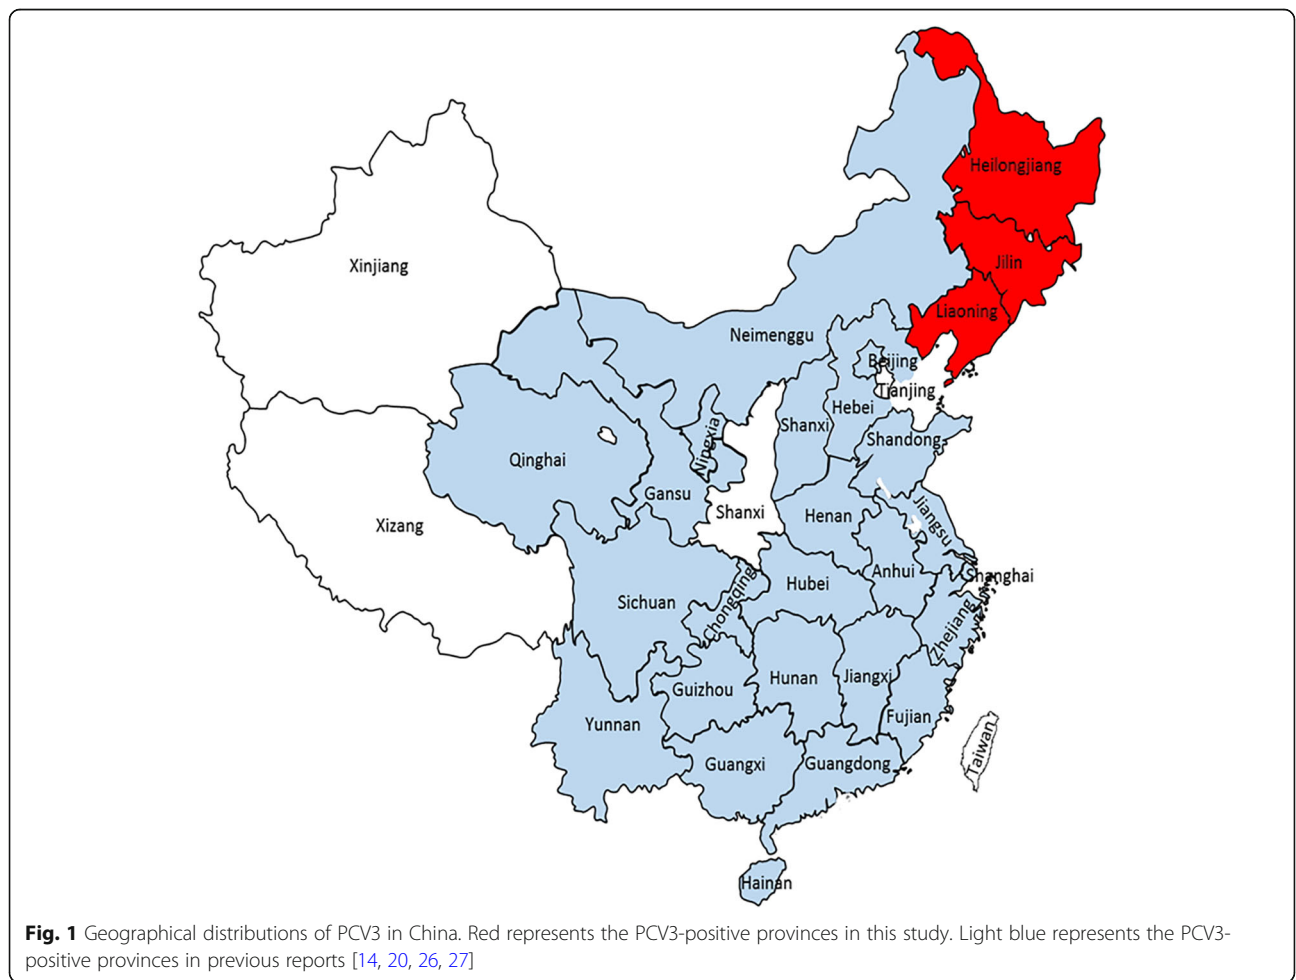 Heilongjiang
Jilin
Liaoning
Xinjiang
Neimenggu
Beijing
Tianjing
Hebei
Shanxi
Shandong
Ningxia
Qinghai
Gansu
Shanxi
Henan
Jiangsu
Xizang
Anhui
Shanghai
Hubei
Sichuan
Chongqing
Zhejiang
Hunan
Jiangxi
Guizhou
Fujian
Yunnan
Taiwan
Guangxi
Guangdong
Hainan
Fig. 1 Geographical distributions of PCV3 in China. Red represents the PCV3-positive provinces in this study. Light blue represents the PCV3-
positive provinces in previous reports [14, 20, 26, 27]